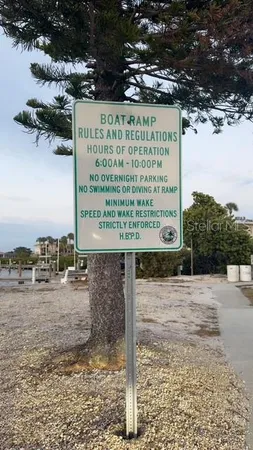 BOAT RAMP
RULES AND REGULATIONS
HOURS OF OPERATION
6:00AM - 10:00PM
NO OVERNIGHT PARKING
NO SWIMMING OR DIVING AT RAMP
MINIMUM WAKE
SPEED AND WAKE RESTRICTIONS
STRICTLY ENFORCED
H.B.P.D.
StellarMLS